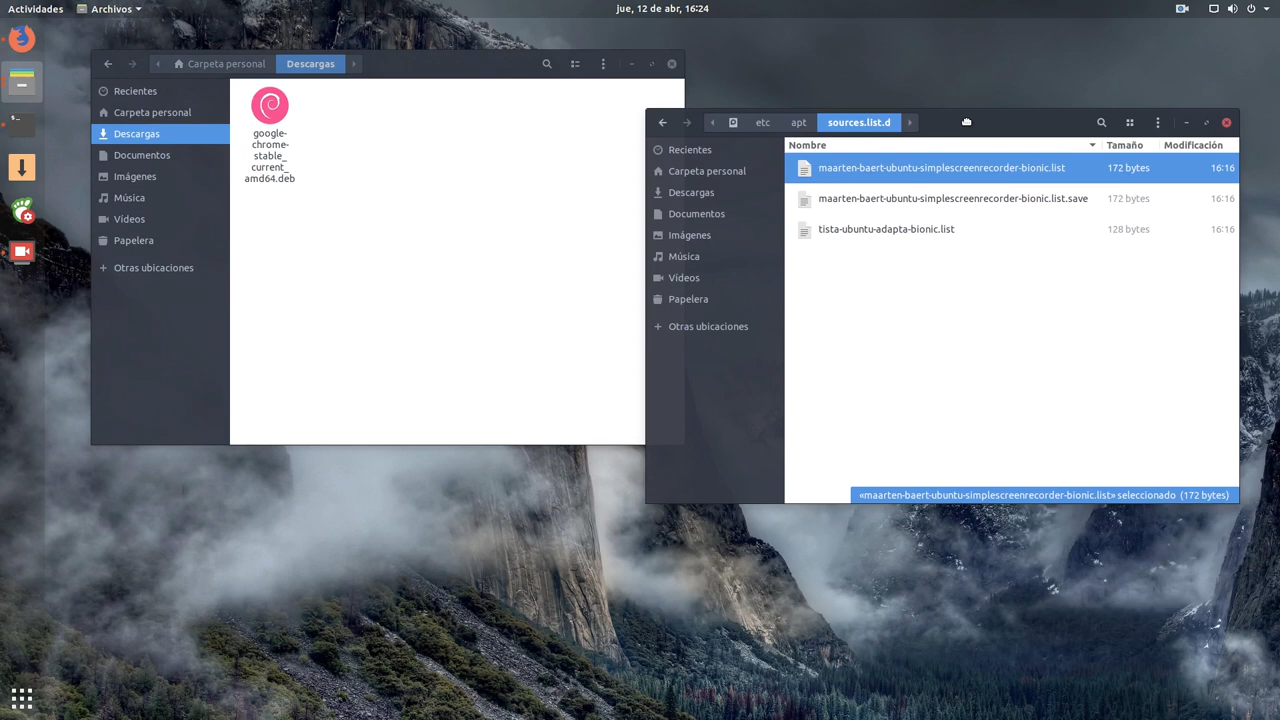 Actividades
Archivos
jue, 12 de abr, 16:24
Carpeta personal
Descargas
Recientes
Carpeta personal
Descargas
Documentos
Imágenes
Música
Vídeos
Papelera
Otras ubicaciones
google-
chrome-
stable_
current_
amd64.deb
etc
apt
sources.list.d
Recientes
Carpeta personal
Descargas
Documentos
Imágenes
Música
Vídeos
Papelera
Otras ubicaciones
Nombre Tamaño Modificación
maarten-baert-ubuntu-simplescreenrecorder-bionic.list 172 bytes 16:16
maarten-baert-ubuntu-simplescreenrecorder-bionic.list.save 172 bytes 16:16
tista-ubuntu-adapta-bionic.list 128 bytes 16:16
«maarten-baert-ubuntu-simplescreenrecorder-bionic.list» seleccionado (172 bytes)